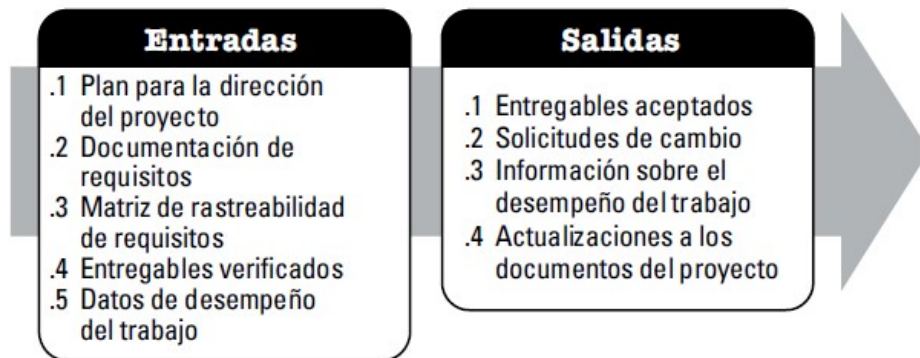 Entradas
.1 Plan para la dirección
del proyecto
.2 Documentación de
requisitos
.3 Matriz de rastreabilidad
de requisitos
.4 Entregables verificados
.5 Datos de desempeño
del trabajo
Salidas
.1 Entregables aceptados
.2 Solicitudes de cambio
.3 Información sobre el
desempeño del trabajo
.4 Actualizaciones a los
documentos del proyecto